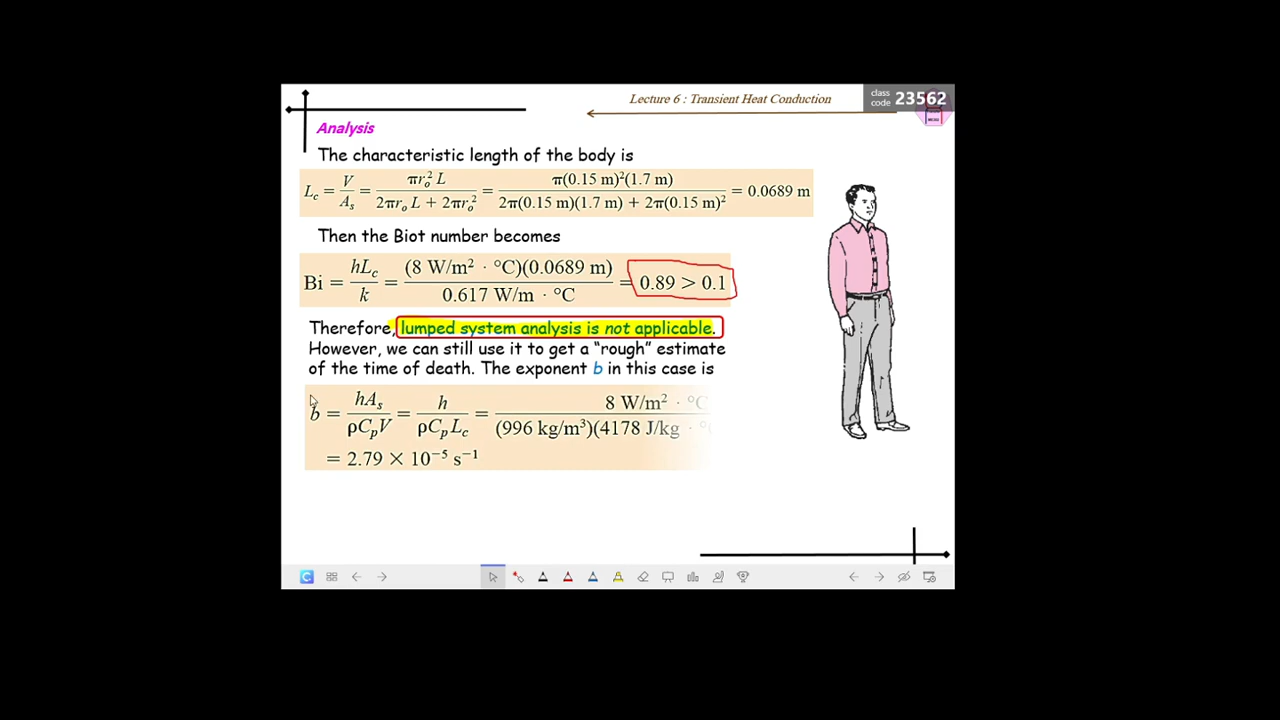 Lecture 6 : Transient Heat Conduction
class code 23562
Analysis
The characteristic length of the body is
L_c = V / A_s = πr_o² L / (2πr_o L + 2πr_o²) = π(0.15 m)²(1.7 m) / (2π(0.15 m)(1.7 m) + 2π(0.15 m)²) = 0.0689 m
Then the Biot number becomes
Bi = hL_c / k = (8 W/m² · °C)(0.0689 m) / 0.617 W/m · °C = 0.89 > 0.1
Therefore, lumped system analysis is not applicable.
However, we can still use it to get a “rough” estimate
of the time of death. The exponent b in this case is
b = hA_s / ρC_pV = h / ρC_p L_c = 8 W/m² · °C / (996 kg/m³)(4178 J/kg ·
= 2.79 × 10⁻⁵ s⁻¹